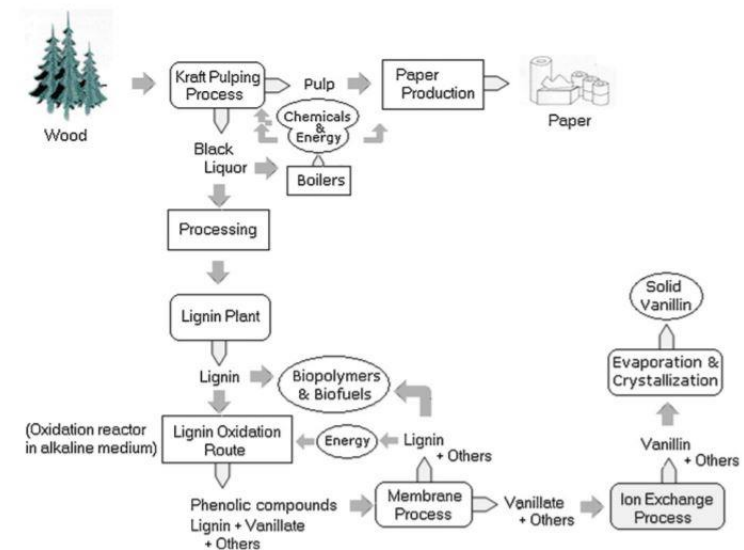 Wood
Kraft Pulping
Process
Pulp
Paper
Production
Paper
Chemicals
&
Energy
Black
Liquor
Boilers
Processing
Lignin Plant
Lignin
Biopolymers
& Biofuels
(Oxidation reactor
in alkaline medium)
Lignin Oxidation
Route
Energy
Lignin
+ Others
Phenolic compounds
Lignin + Vanillate
+ Others
Membrane
Process
Vanillate
+ Others
Ion Exchange
Process
Vanillin
+ Others
Evaporation &
Crystallization
Solid
Vanillin